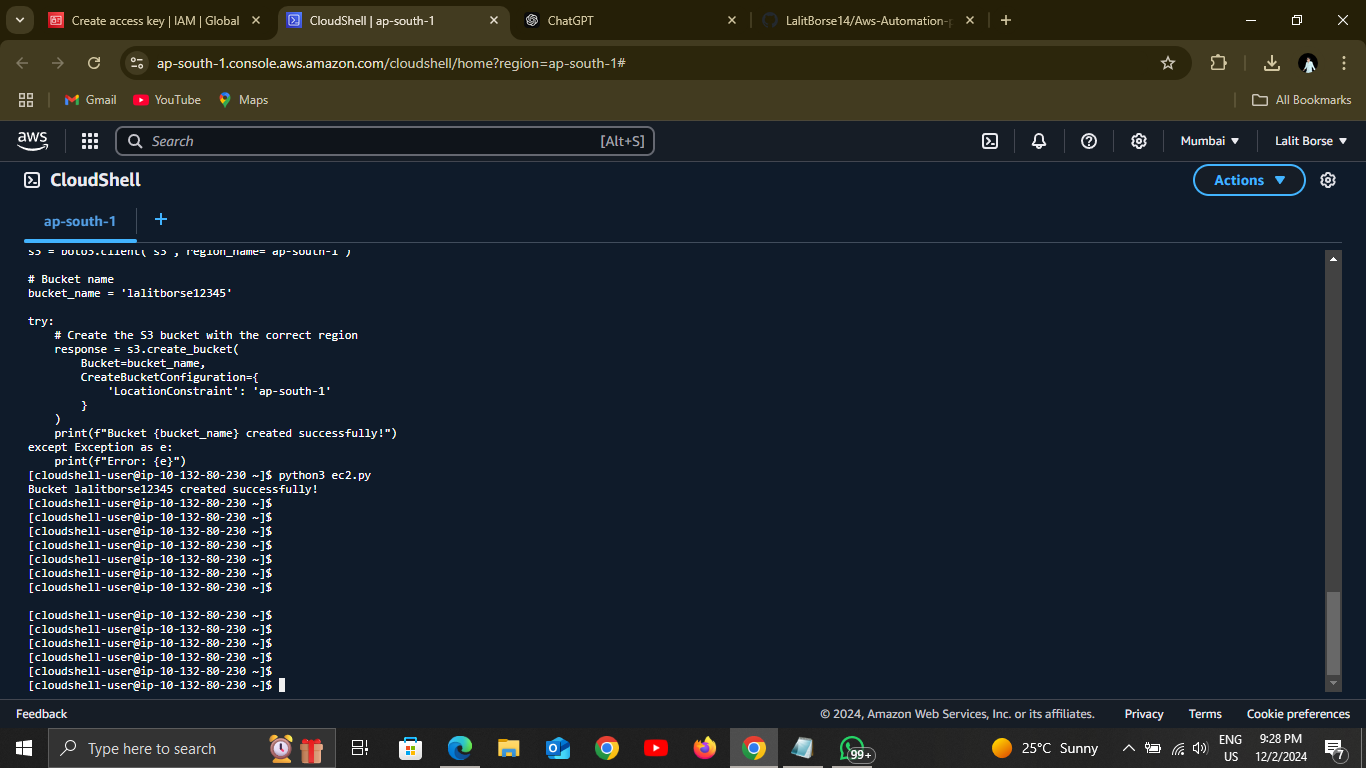 Create access key | IAM | Global
CloudShell | ap-south-1
ChatGPT
LalitBorse14/Aws-Automation-
ap-south-1.console.aws.amazon.com/cloudshell/home?region=ap-south-1#
Gmail
YouTube
Maps
All Bookmarks
aws
Search
[Alt+S]
Mumbai
Lalit Borse
CloudShell
Actions
ap-south-1
s3 = boto3.client('s3', region_name='ap-south-1')
# Bucket name
bucket_name = 'lalitborse12345'
try:
# Create the S3 bucket with the correct region
response = s3.create_bucket(
Bucket=bucket_name,
CreateBucketConfiguration={
'LocationConstraint': 'ap-south-1'
}
)
print(f"Bucket {bucket_name} created successfully!")
except Exception as e:
print(f"Error: {e}")
[cloudshell-user@ip-10-132-80-230 ~]$ python3 ec2.py
Bucket lalitborse12345 created successfully!
[cloudshell-user@ip-10-132-80-230 ~]$
[cloudshell-user@ip-10-132-80-230 ~]$
[cloudshell-user@ip-10-132-80-230 ~]$
[cloudshell-user@ip-10-132-80-230 ~]$
[cloudshell-user@ip-10-132-80-230 ~]$
[cloudshell-user@ip-10-132-80-230 ~]$
[cloudshell-user@ip-10-132-80-230 ~]$
[cloudshell-user@ip-10-132-80-230 ~]$
[cloudshell-user@ip-10-132-80-230 ~]$
[cloudshell-user@ip-10-132-80-230 ~]$
[cloudshell-user@ip-10-132-80-230 ~]$
[cloudshell-user@ip-10-132-80-230 ~]$
[cloudshell-user@ip-10-132-80-230 ~]$
Feedback
© 2024, Amazon Web Services, Inc. or its affiliates.
Privacy
Terms
Cookie preferences
Type here to search
99+
25°C Sunny
ENG
US
9:28 PM
12/2/2024
7